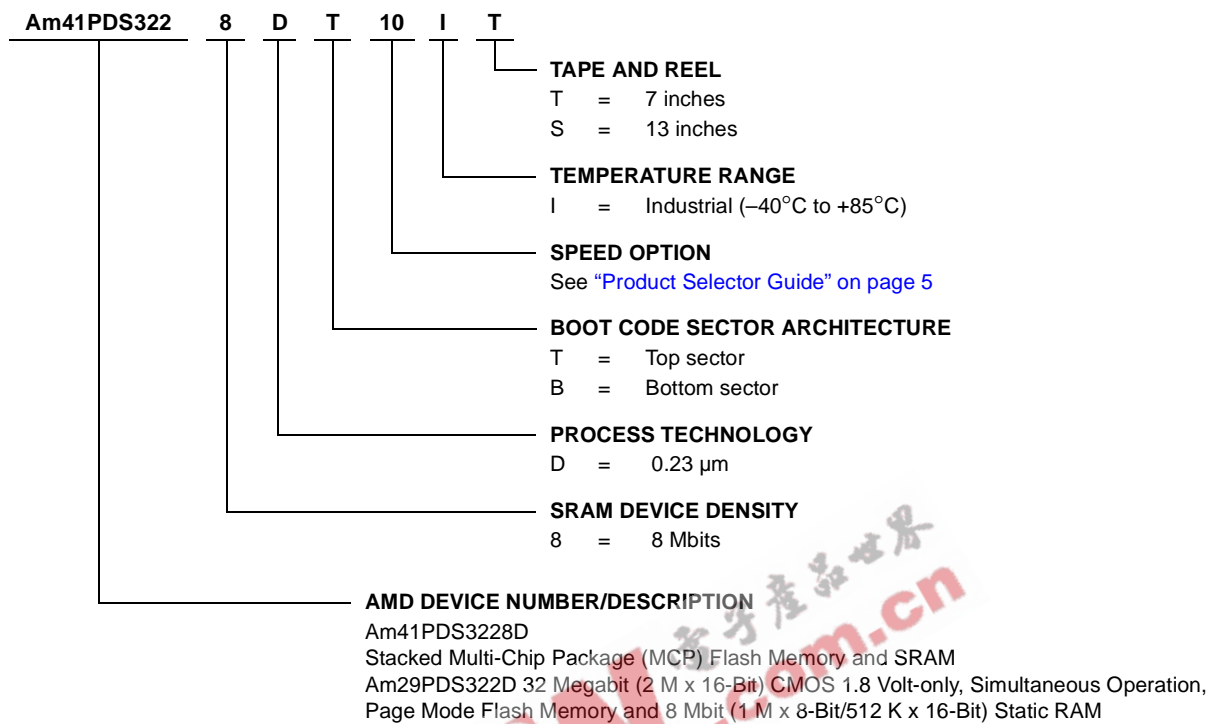 Am41PDS322 8 D T 10 I T
TAPE AND REEL
T = 7 inches
S = 13 inches
TEMPERATURE RANGE
I = Industrial (–40°C to +85°C)
SPEED OPTION
See “Product Selector Guide” on page 5
BOOT CODE SECTOR ARCHITECTURE
T = Top sector
B = Bottom sector
PROCESS TECHNOLOGY
D = 0.23 µm
SRAM DEVICE DENSITY
8 = 8 Mbits
AMD DEVICE NUMBER/DESCRIPTION
Am41PDS3228D
Stacked Multi-Chip Package (MCP) Flash Memory and SRAM
Am29PDS322D 32 Megabit (2 M x 16-Bit) CMOS 1.8 Volt-only, Simultaneous Operation,
Page Mode Flash Memory and 8 Mbit (1 M x 8-Bit/512 K x 16-Bit) Static RAM
.com.cn